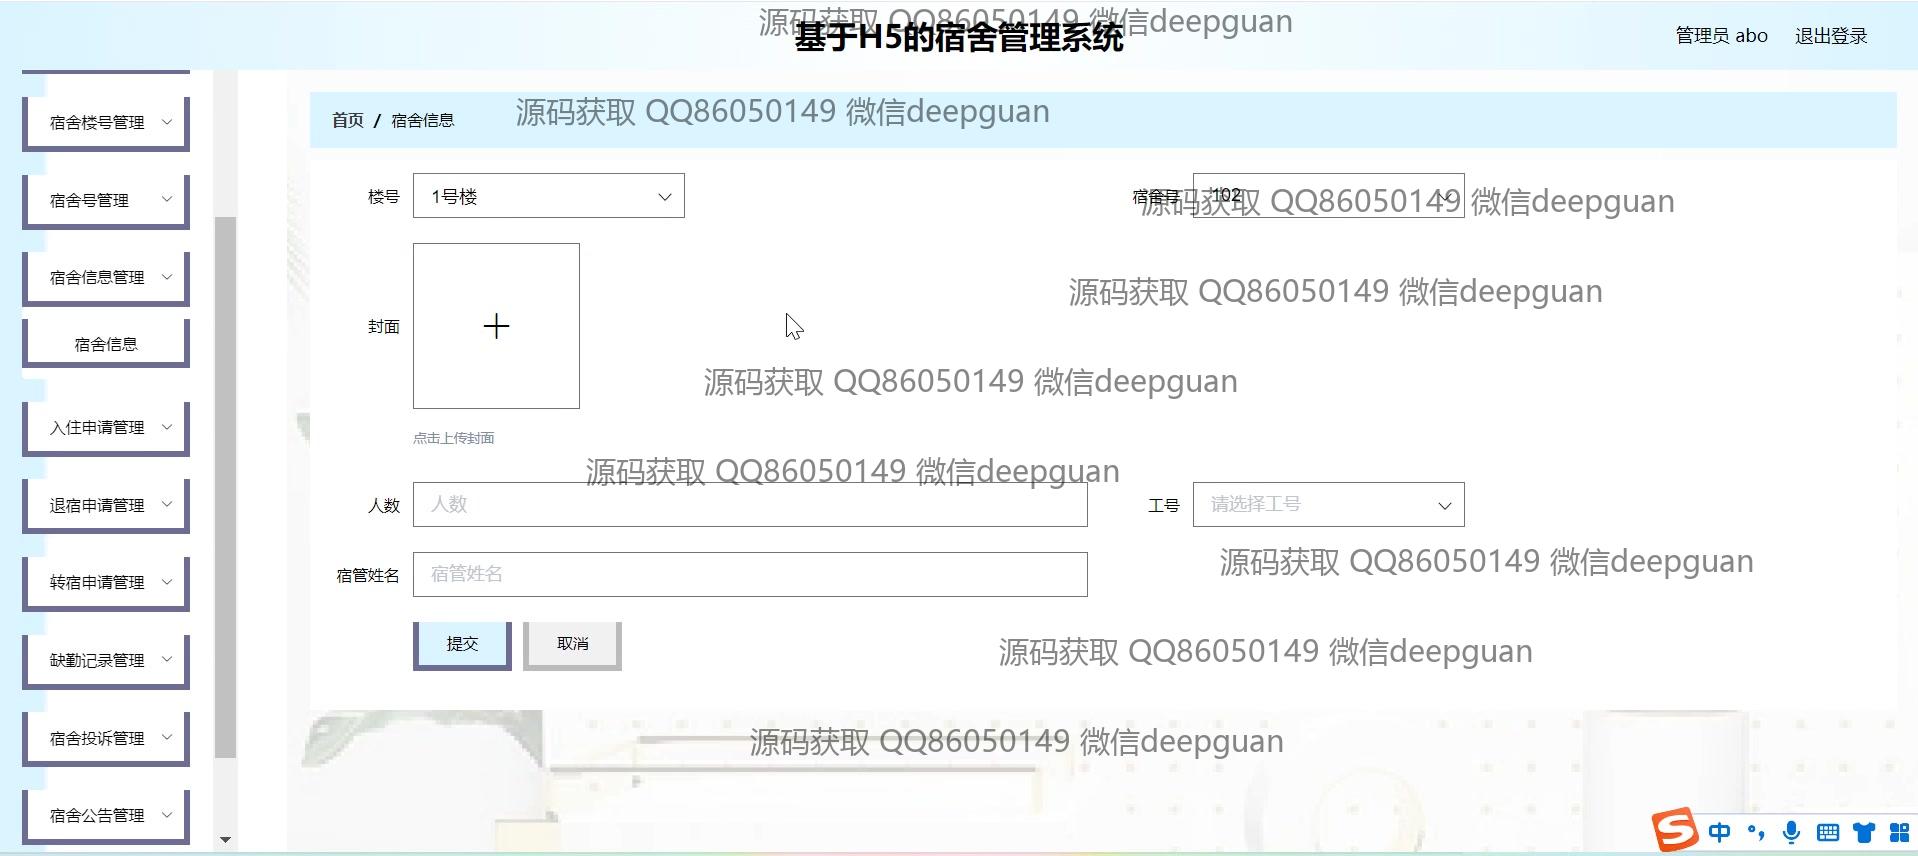 源码获取 QQ86050149 微信deepguan
基于H5的宿舍管理系统
管理员 abo
退出登录
宿舍楼号管理
宿舍号管理
宿舍信息管理
宿舍信息
入住申请管理
退宿申请管理
转宿申请管理
缺勤记录管理
宿舍投诉管理
宿舍公告管理
首页 / 宿舍信息
源码获取 QQ86050149 微信deepguan
楼号
1号楼
宿舍号
102
源码获取 QQ86050149 微信deepguan
源码获取 QQ86050149 微信deepguan
封面
点击上传封面
源码获取 QQ86050149 微信deepguan
源码获取 QQ86050149 微信deepguan
人数
人数
工号
请选择工号
源码获取 QQ86050149 微信deepguan
宿管姓名
宿管姓名
提交
取消
源码获取 QQ86050149 微信deepguan
源码获取 QQ86050149 微信deepguan
S中